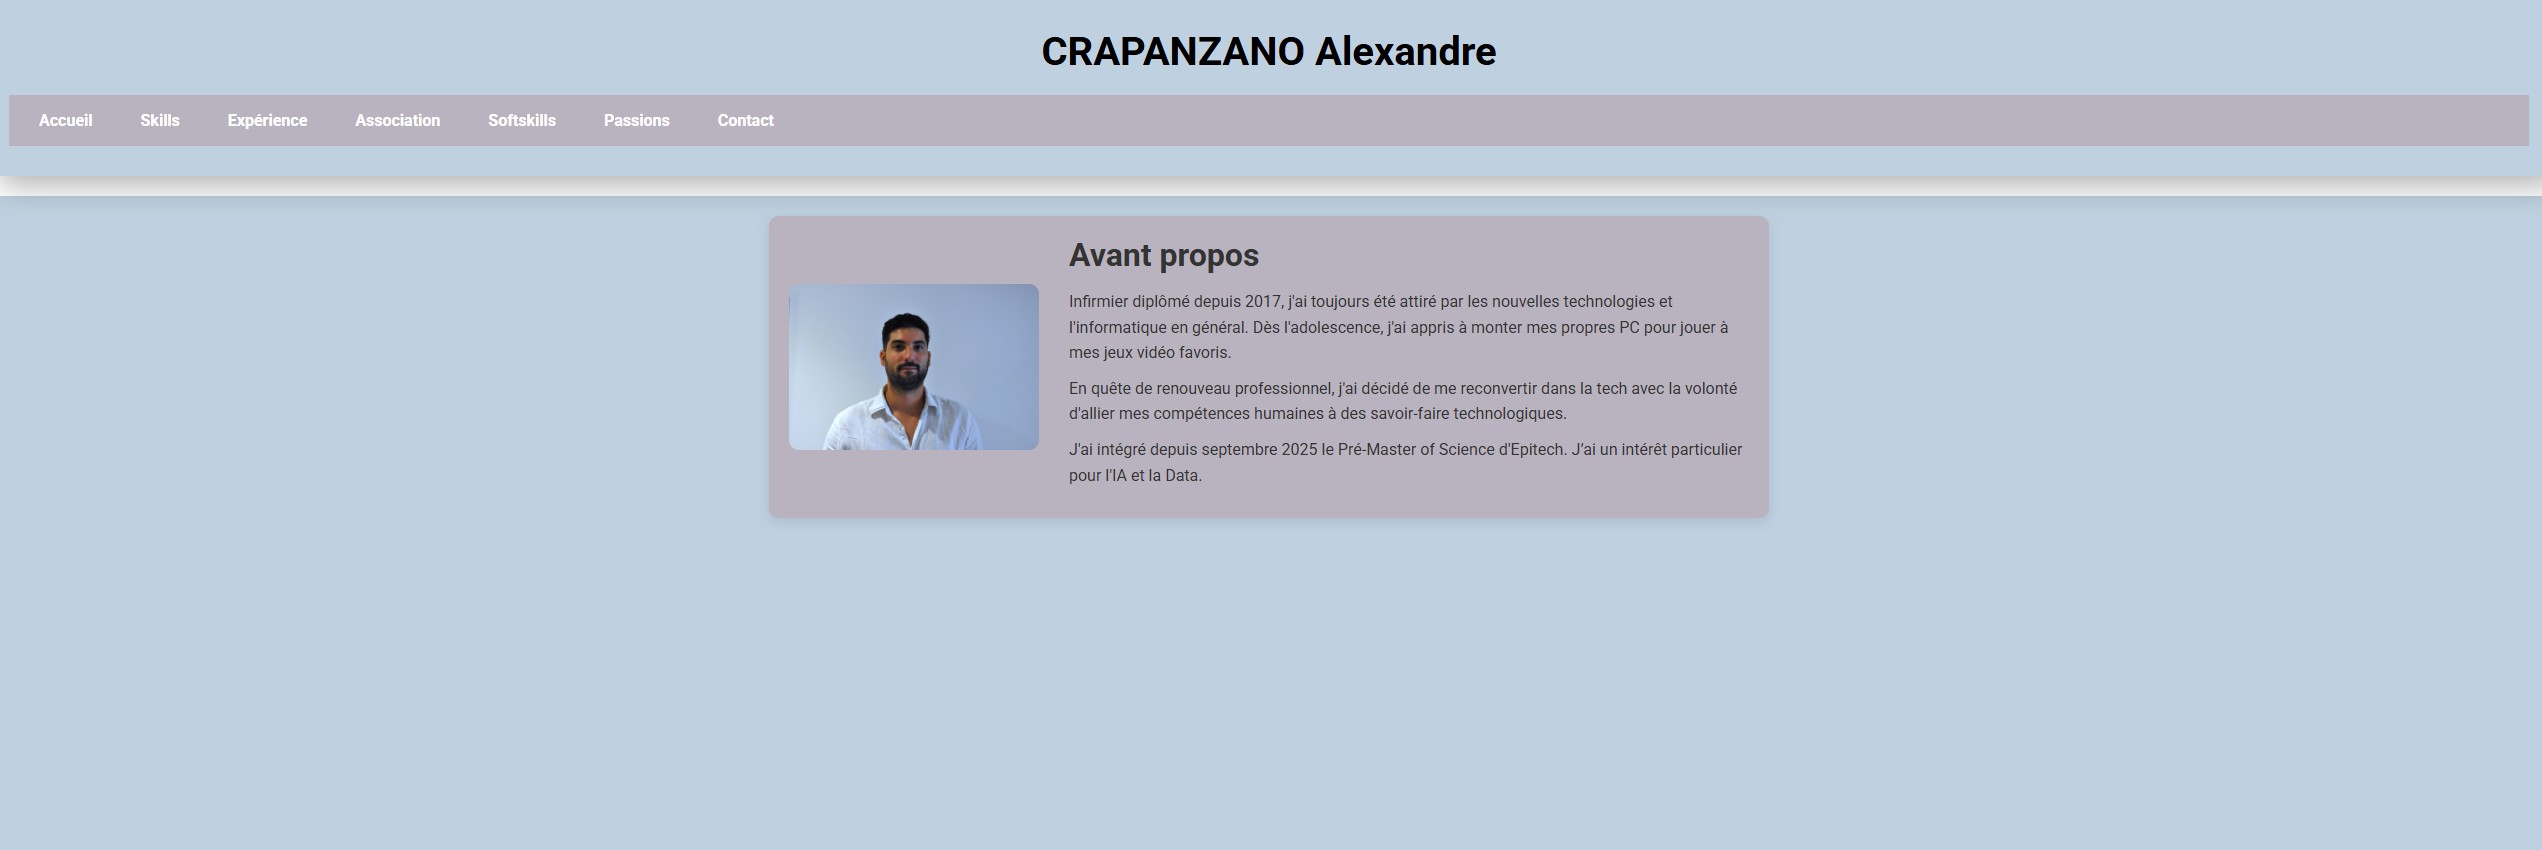 CRAPANZANO Alexandre
Accueil Skills Expérience Association Softskills Passions Contact
Avant propos
Infirmier diplômé depuis 2017, j'ai toujours été attiré par les nouvelles technologies et
l'informatique en général. Dès l'adolescence, j'ai appris à monter mes propres PC pour jouer à
mes jeux vidéo favoris.
En quête de renouveau professionnel, j'ai décidé de me reconvertir dans la tech avec la volonté
d'allier mes compétences humaines à des savoir-faire technologiques.
J'ai intégré depuis septembre 2025 le Pré-Master of Science d'Epitech. J'ai un intérêt particulier
pour l'IA et la Data.